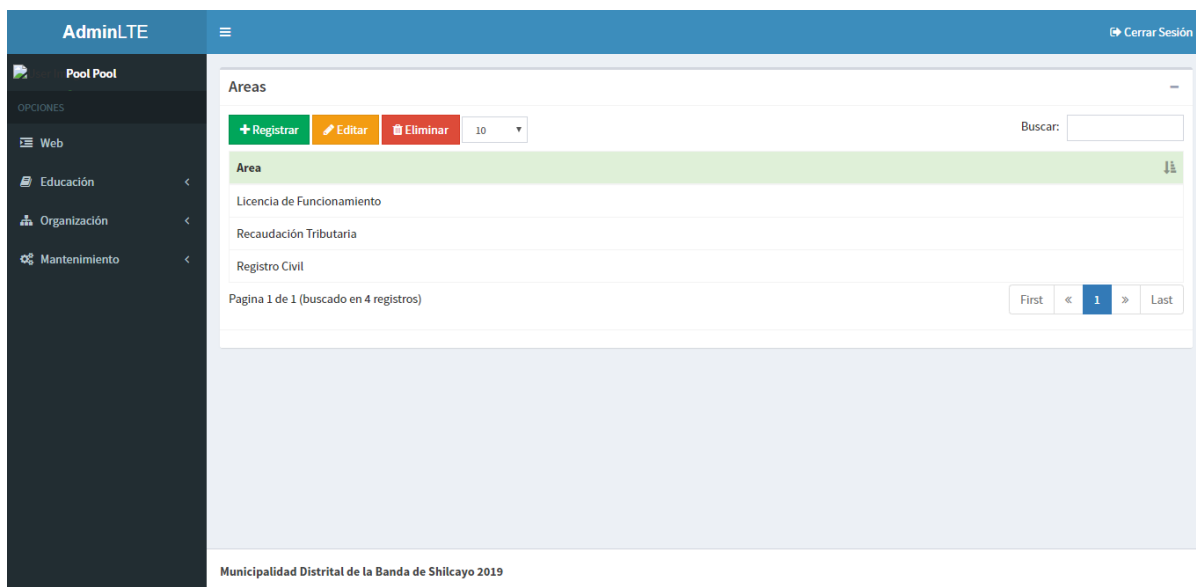 AdminLTE
Cerrar Sesión
Pool Pool
OPCIONES
Web
Educación
Organización
Mantenimiento
Areas
Registrar Editar Eliminar 10 Buscar:
Area
Licencia de Funcionamiento
Recaudación Tributaria
Registro Civil
Pagina 1 de 1 (buscado en 4 registros)
First « 1 » Last
Municipalidad Distrital de la Banda de Shilcayo 2019